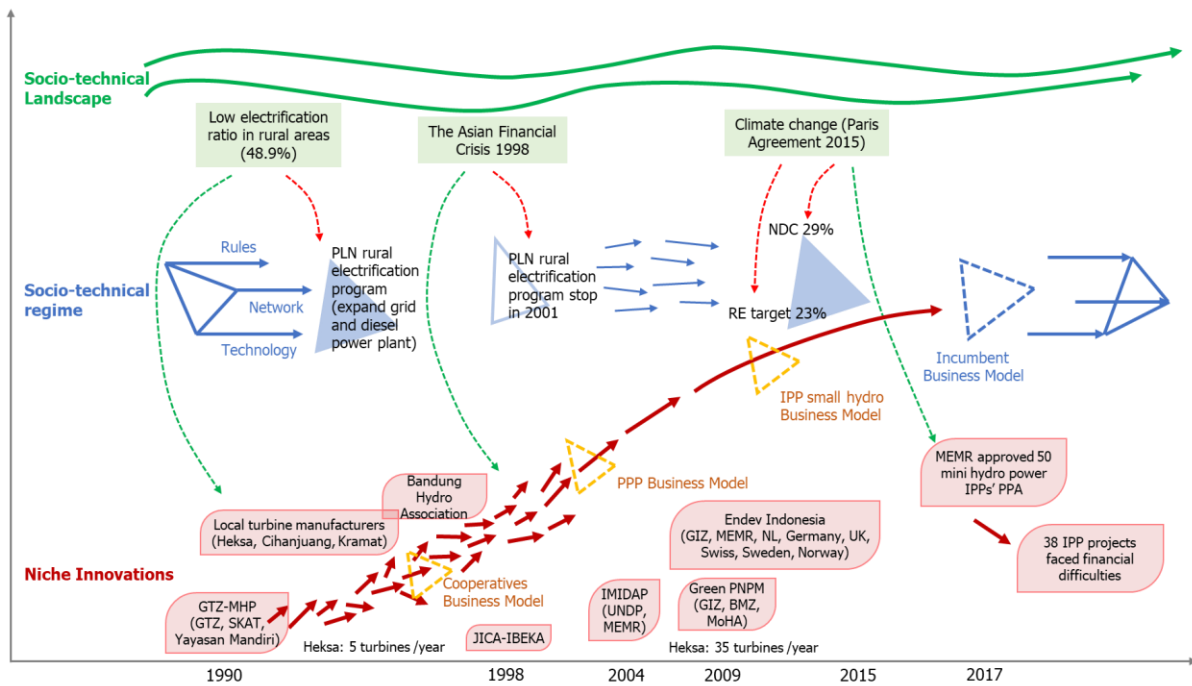 Socio-technical
Landscape
Low electrification
ratio in rural areas
(48.9%)
The Asian Financial
Crisis 1998
Climate change (Paris
Agreement 2015)
Socio-technical
regime
Rules
Network
Technology
PLN rural
electrification
program
(expand grid
and diesel
power plant)
PLN rural
electrification
program stop
in 2001
NDC 29%
RE target 23%
Incumbent
Business Model
IPP small hydro
Business Model
PPP Business Model
Cooperatives
Business Model
Niche Innovations
Bandung
Hydro
Association
Local turbine manufacturers
(Heksa, Cihanjuang, Kramat)
GTZ-MHP
(GTZ, SKAT,
Yayasan Mandiri)
JICA-IBEKA
IMIDAP
(UNDP,
MEMR)
Endev Indonesia
(GIZ, MEMR, NL, Germany, UK,
Swiss, Sweden, Norway)
Green PNPM
(GIZ, BMZ,
MoHA)
MEMR approved 50
mini hydro power
IPPs' PPA
38 IPP projects
faced financial
difficulties
Heksa: 5 turbines /year
Heksa: 35 turbines /year
1990
1998
2004
2009
2015
2017